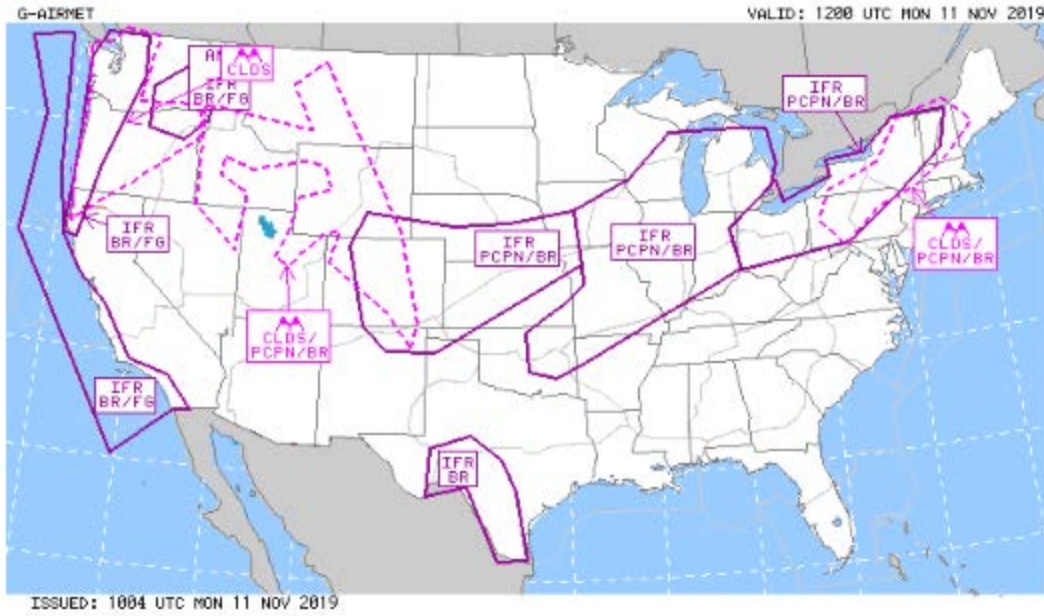 G-AIRMET
VALID: 1200 UTC MON 11 NOV 2019
CLDS
IFR
BR/FG
IFR
PCPN/BR
IFR
BR/FG
IFR
PCPN/BR
IFR
PCPN/BR
CLDS/
PCPN/BR
CLDS/
PCPN/BR
IFR
BR/FG
IFR
BR
ISSUED: 1004 UTC MON 11 NOV 2019